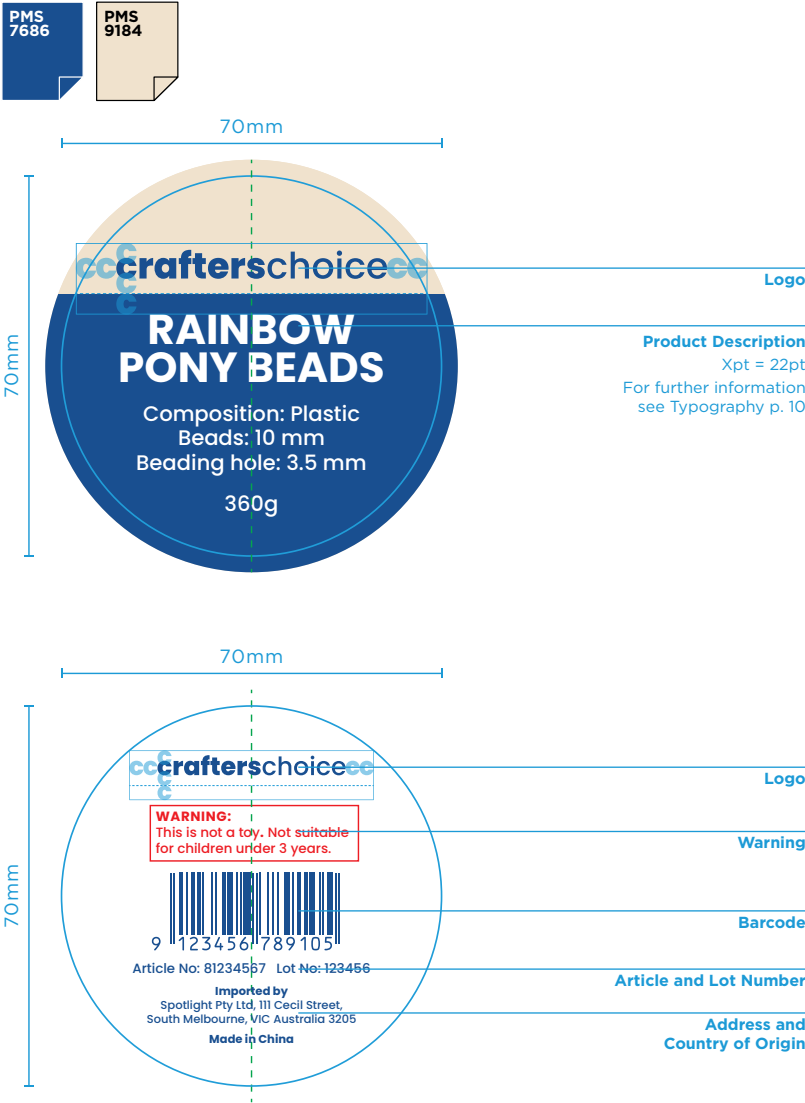 PMS
7686
PMS
9184
70mm
70mm
cc
c
c
c
crafterschoice
cc
Logo
RAINBOW
PONY BEADS
Product Description
Xpt = 22pt
For further information
see Typography p. 10
Composition: Plastic
Beads: 10 mm
Beading hole: 3.5 mm
360g
70mm
70mm
cc
c
c
c
crafterschoice
cc
Logo
WARNING:
This is not a toy. Not suitable
for children under 3 years.
Warning
9 123456 789105
Barcode
Article No: 81234567 Lot No: 123456
Article and Lot Number
Imported by
Spotlight Pty Ltd, 111 Cecil Street,
South Melbourne, VIC Australia 3205
Made in China
Address and
Country of Origin